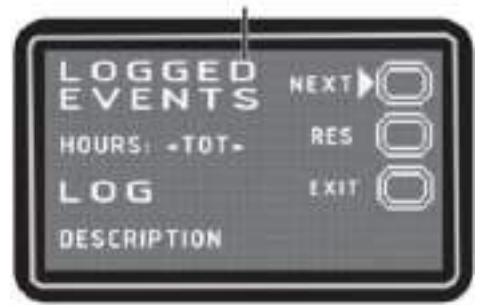 LOGGED
EVENTS
NEXT
HOURS: -TOT-
RES
LOG
EXIT
DESCRIPTION